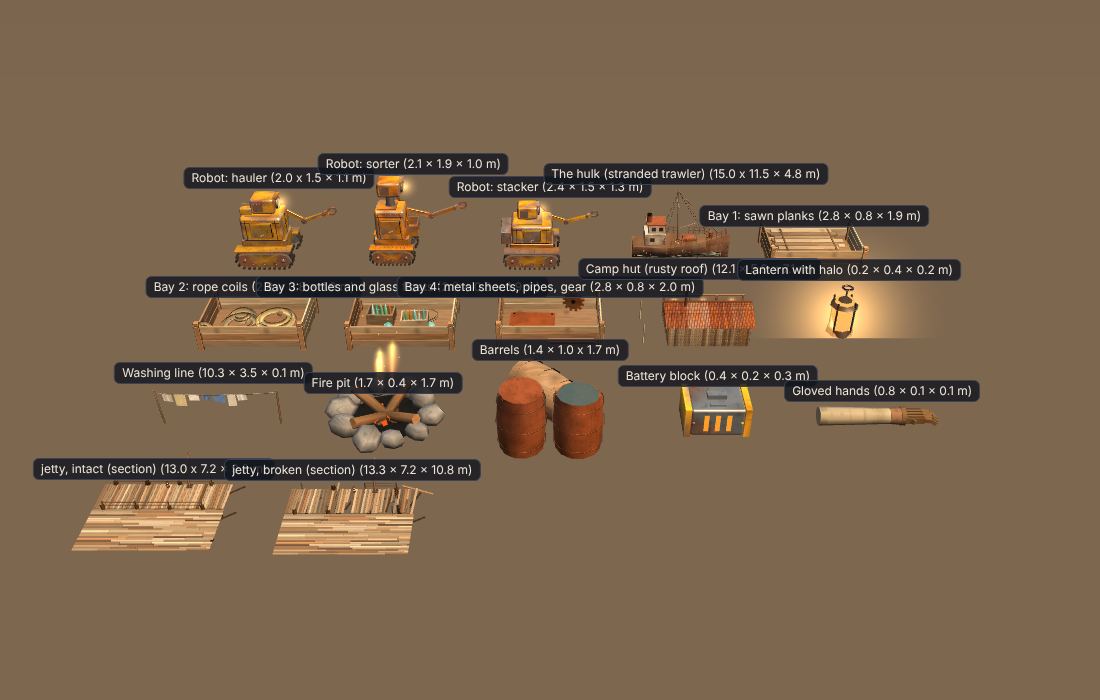 Robot: sorter (2.1 × 1.9 × 1.0 m)
Robot: hauler (2.0 x 1.5 × 1.1 m)
The hulk (stranded trawler) (15.0 x 11.5 × 4.8 m)
Robot: stacker (2.4 × 1.5 × 1.3 m)
Bay 1: sawn planks (2.8 × 0.8 × 1.9 m)
Camp hut (rusty roof) (12.1
Lantern with halo (0.2 × 0.4 × 0.2 m)
Bay 2: rope coils (
Bay 3: bottles and glass
Bay 4: metal sheets, pipes, gear (2.8 × 0.8 × 2.0 m)
Barrels (1.4 × 1.0 x 1.7 m)
Washing line (10.3 × 3.5 × 0.1 m)
Fire pit (1.7 × 0.4 × 1.7 m)
Battery block (0.4 × 0.2 × 0.3 m)
Gloved hands (0.8 × 0.1 × 0.1 m)
jetty, intact (section) (13.0 x 7.2 ×
jetty, broken (section) (13.3 × 7.2 × 10.8 m)